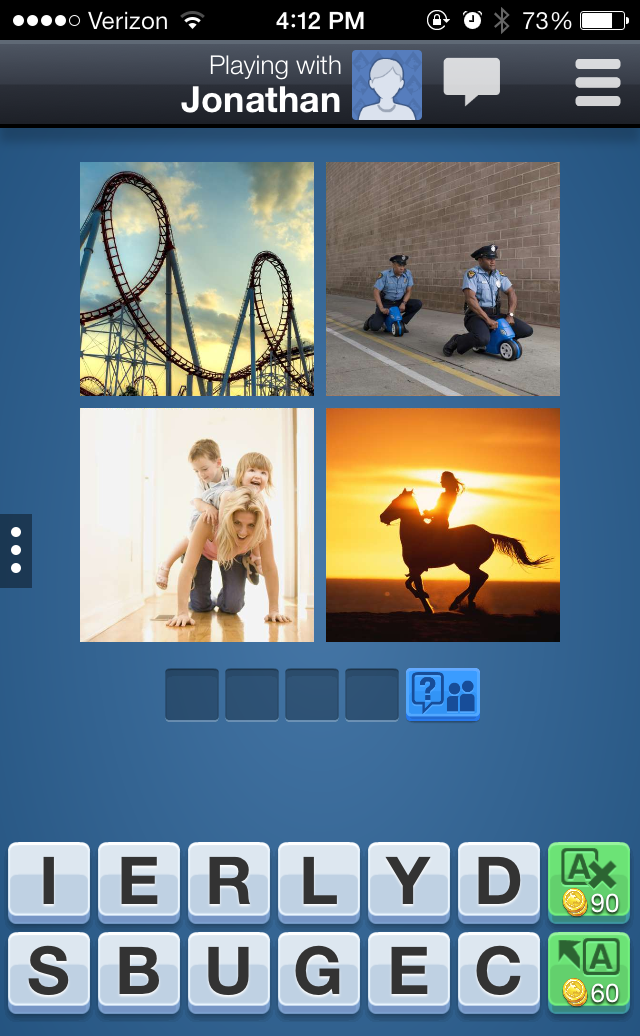 Verizon 4:12 PM 73%
Playing with
Jonathan
?
I E R L Y D
A 90
S B U G E C
A 60